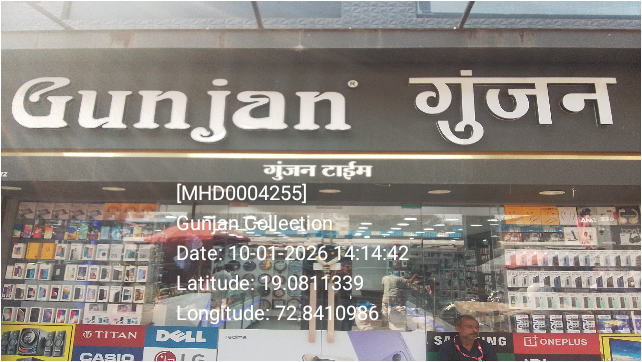 Gunjan® गुंजन
गुंजन टाईम
[MHD0004255]
Gunjan Collection
Date: 10-01-2026 14:14:42
Latitude: 19.0811339
Longitude: 72.8410986
TITAN DELL SAMSUNG ONEPLUS
CASIO LG